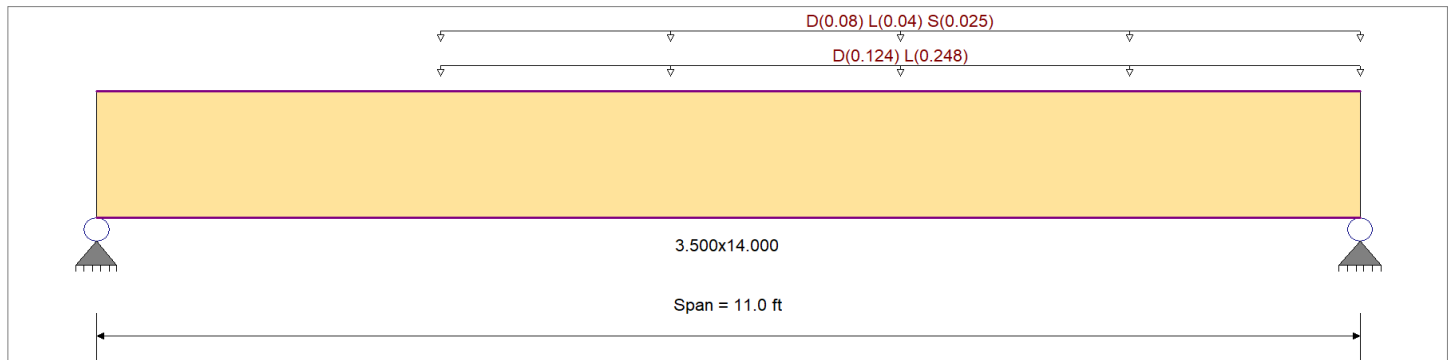 D(0.08) L(0.04) S(0.025)
D(0.124) L(0.248)
3.500x14.000
Span = 11.0 ft